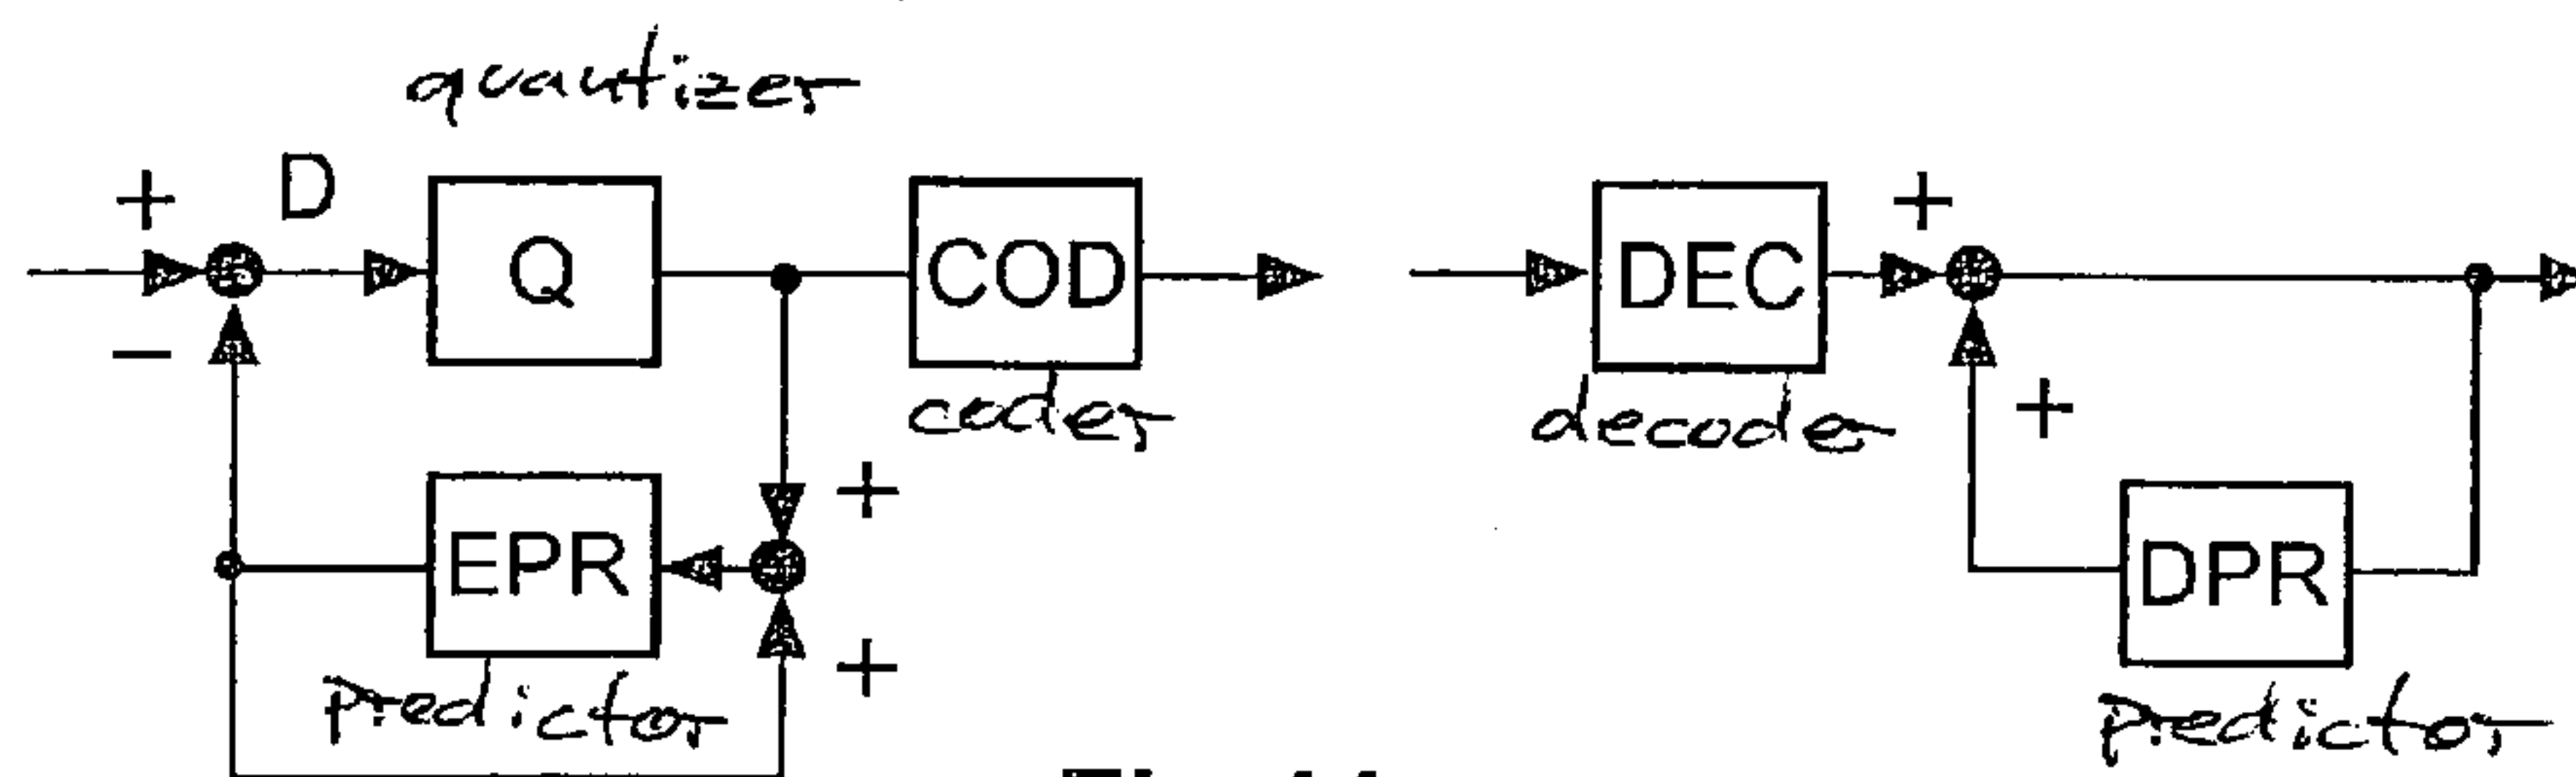 quantizer
+ D Q COD DEC +
−
coder decoder
+ +
EPR DPR
+
predictor predictor